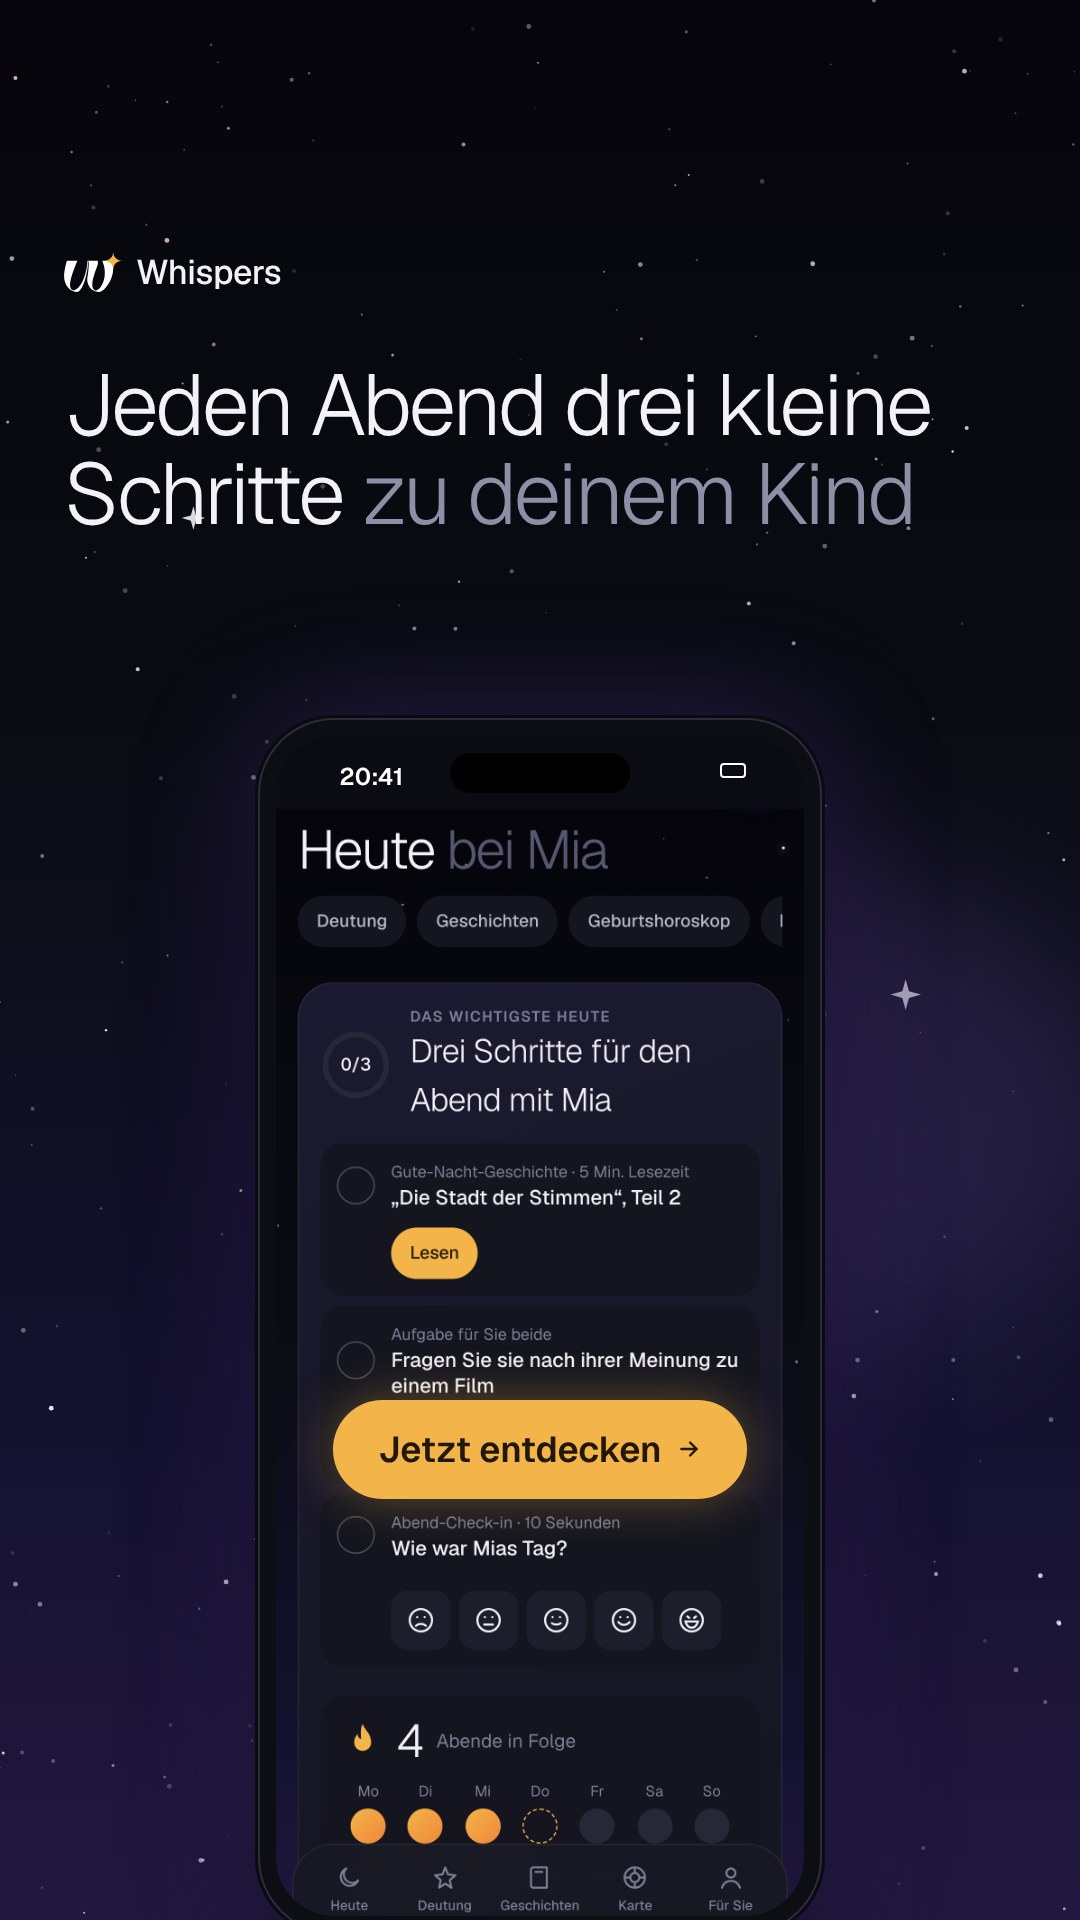 Whispers
Jeden Abend drei kleine
Schritte zu deinem Kind
20:41
Heute bei Mia
Deutung Geschichten Geburtshoroskop
DAS WICHTIGSTE HEUTE
0/3
Drei Schritte für den
Abend mit Mia
Gute-Nacht-Geschichte · 5 Min. Lesezeit
„Die Stadt der Stimmen“, Teil 2
Lesen
Aufgabe für Sie beide
Fragen Sie sie nach ihrer Meinung zu
einem Film
Jetzt entdecken →
Abend-Check-in · 10 Sekunden
Wie war Mias Tag?
4 Abende in Folge
Mo Di Mi Do Fr Sa So
Heute Deutung Geschichten Karte Für Sie